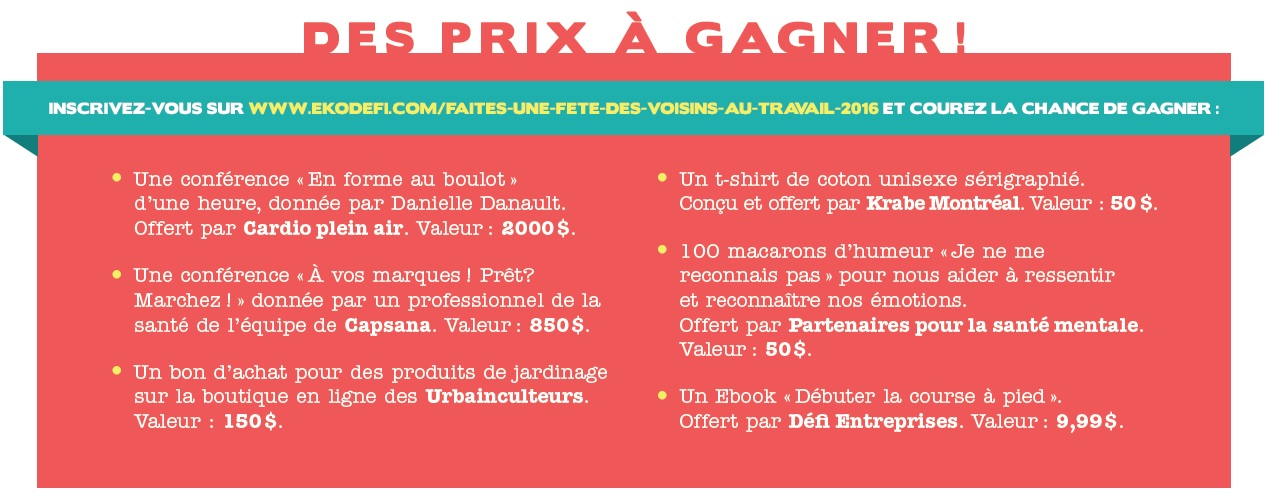 DES PRIX À GAGNER !
INSCRIVEZ-VOUS SUR WWW.EKODEFI.COM/FAITES-UNE-FETE-DES-VOISINS-AU-TRAVAIL-2016 ET COUREZ LA CHANCE DE GAGNER :
• Une conférence « En forme au boulot »
d’une heure, donnée par Danielle Danault.
Offert par Cardio plein air. Valeur : 2000 $.
• Une conférence « À vos marques ! Prêt?
Marchez ! » donnée par un professionnel de la
santé de l’équipe de Capsana. Valeur : 850 $.
• Un bon d’achat pour des produits de jardinage
sur la boutique en ligne des Urbainculteurs.
Valeur : 150 $.
• Un t-shirt de coton unisexe sérigraphié.
Conçu et offert par Krabe Montréal. Valeur : 50 $.
• 100 macarons d’humeur « Je ne me
reconnais pas » pour nous aider à ressentir
et reconnaître nos émotions.
Offert par Partenaires pour la santé mentale.
Valeur : 50 $.
• Un Ebook « Débuter la course à pied ».
Offert par Défi Entreprises. Valeur : 9,99 $.